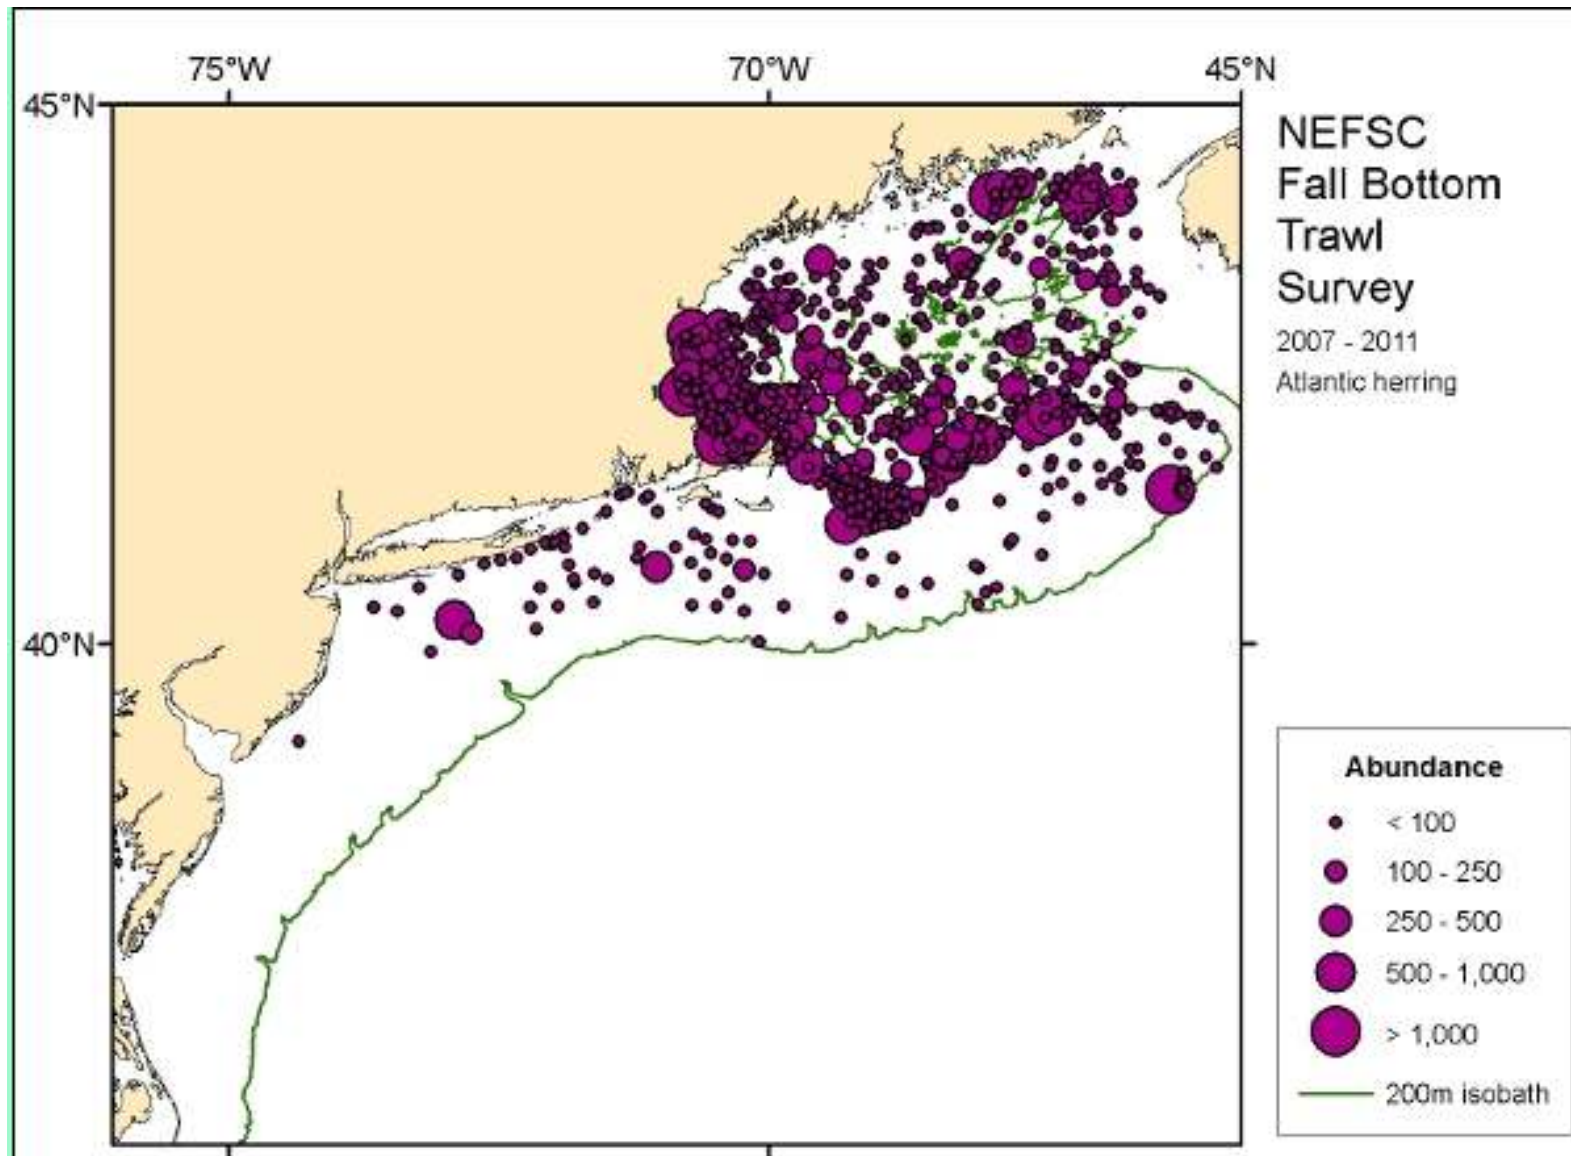 75°W 70°W 45°N
45°N
NEFSC
Fall Bottom
Trawl
Survey
2007 - 2011
Atlantic herring
40°N
Abundance
< 100
100 - 250
250 - 500
500 - 1,000
> 1,000
200m isobath